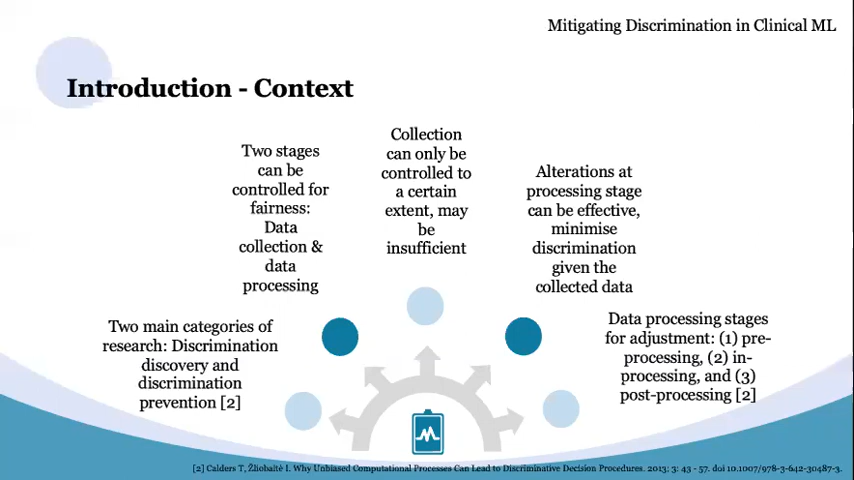 Mitigating Discrimination in Clinical ML
Introduction - Context
Two main categories of
research: Discrimination
discovery and
discrimination
prevention [2]
Two stages
can be
controlled for
fairness:
Data
collection &
data
processing
Collection
can only be
controlled to
a certain
extent, may
be
insufficient
Alterations at
processing stage
can be effective,
minimise
discrimination
given the
collected data
Data processing stages
for adjustment: (1) pre-
processing, (2) in-
processing, and (3)
post-processing [2]
[2] Calders T, Žliobaitė I. Why Unbiased Computational Processes Can Lead to Discriminative Decision Procedures. 2013; 3: 43 - 57. doi 10.1007/978-3-642-30487-3.